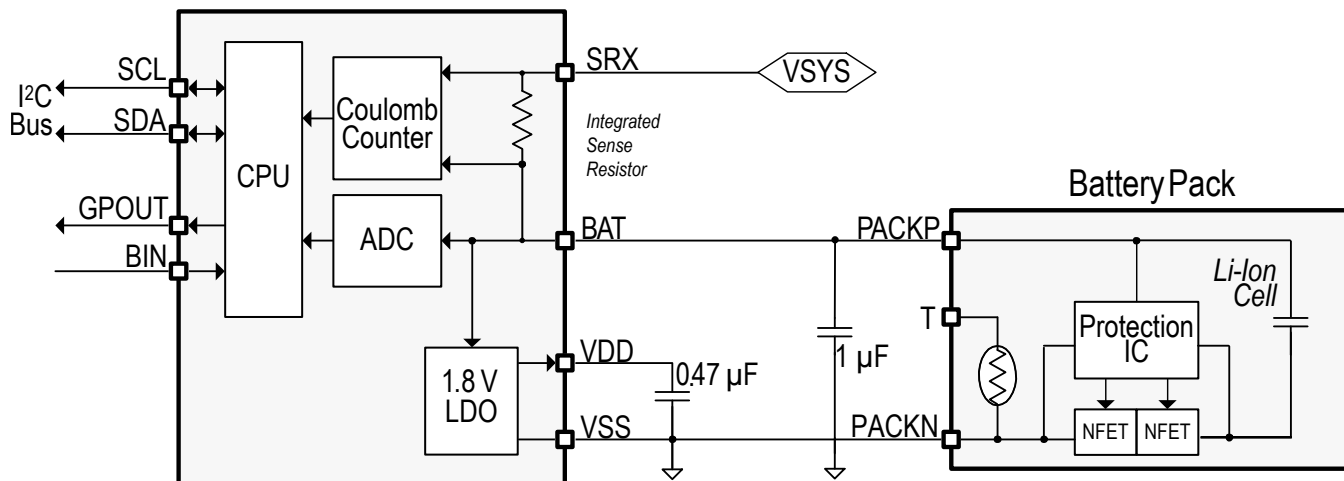 I²C
Bus
SCL
SDA
GPOUT
BIN
CPU
Coulomb
Counter
ADC
1.8 V
LDO
SRX
VSYS
Integrated
Sense
Resistor
BAT
VDD
VSS
0.47 µF
1 µF
Battery Pack
PACKP
T
PACKN
Protection
IC
NFET
NFET
Li-Ion
Cell